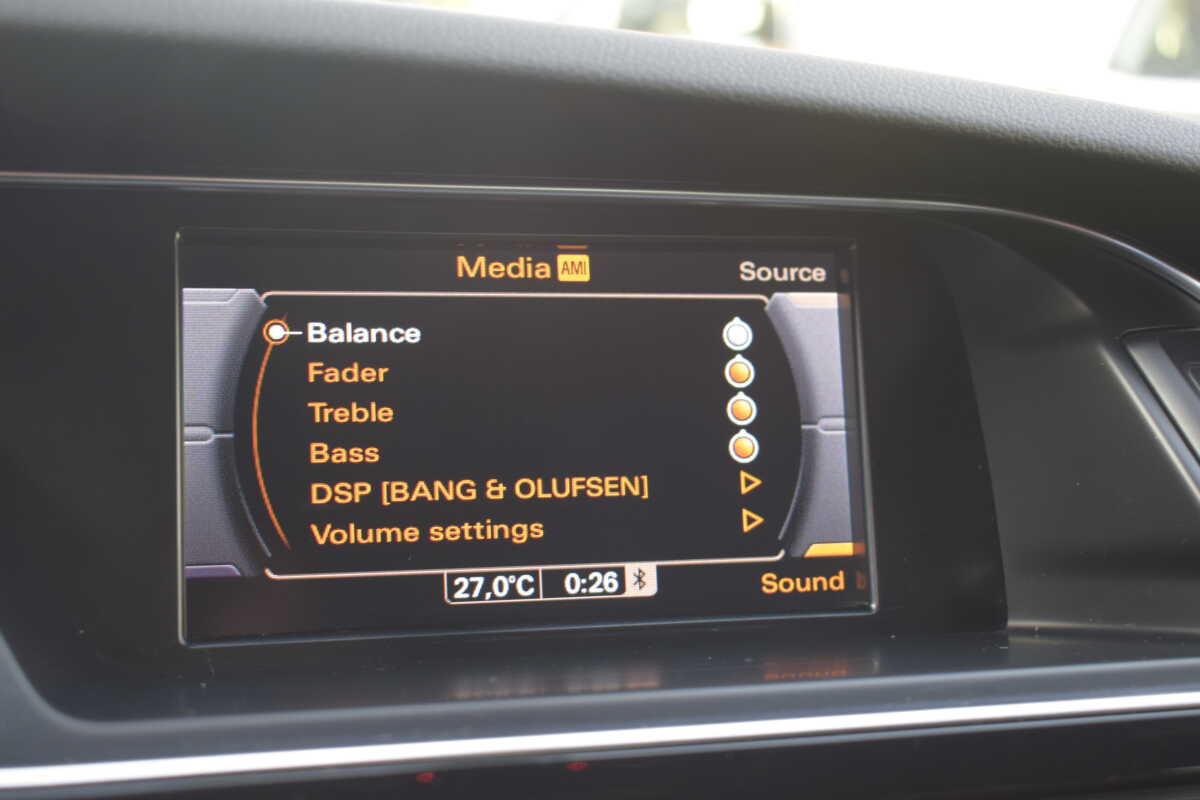 Media AMI
Source
Balance
Fader
Treble
Bass
DSP [BANG & OLUFSEN]
Volume settings
27,0°C 0:26
Sound